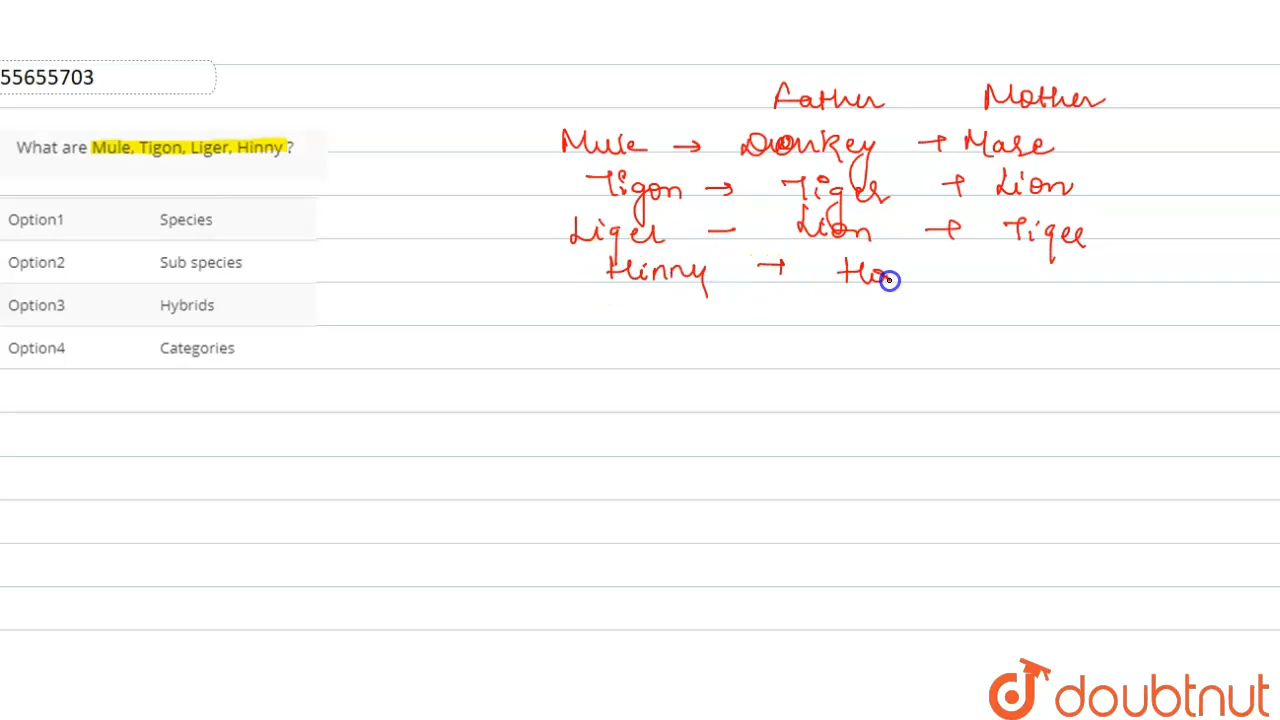 55655703
Father Mother
What are Mule, Tigon, Liger, Hinny ?
Mule → Donkey + Mare
Tigon → Tiger + Lion
Option1 Species
Liger – Lion + Tiger
Option2 Sub species
Hinny → Ho
Option3 Hybrids
Option4 Categories
doubtnut